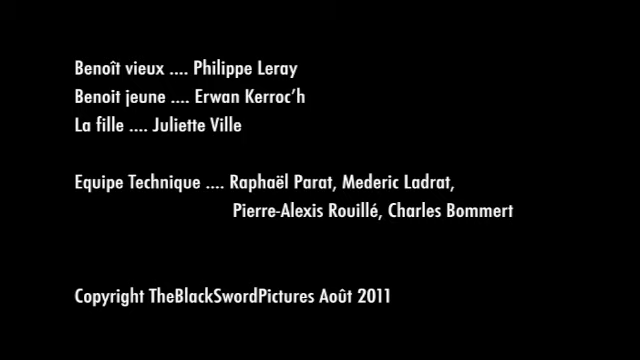 Benoît vieux .... Philippe Leray
Benoit jeune .... Erwan Kerroc'h
La fille .... Juliette Ville
Equipe Technique .... Raphaël Parat, Mederic Ladrat,
Pierre-Alexis Rouillé, Charles Bommert
Copyright TheBlackSwordPictures Août 2011